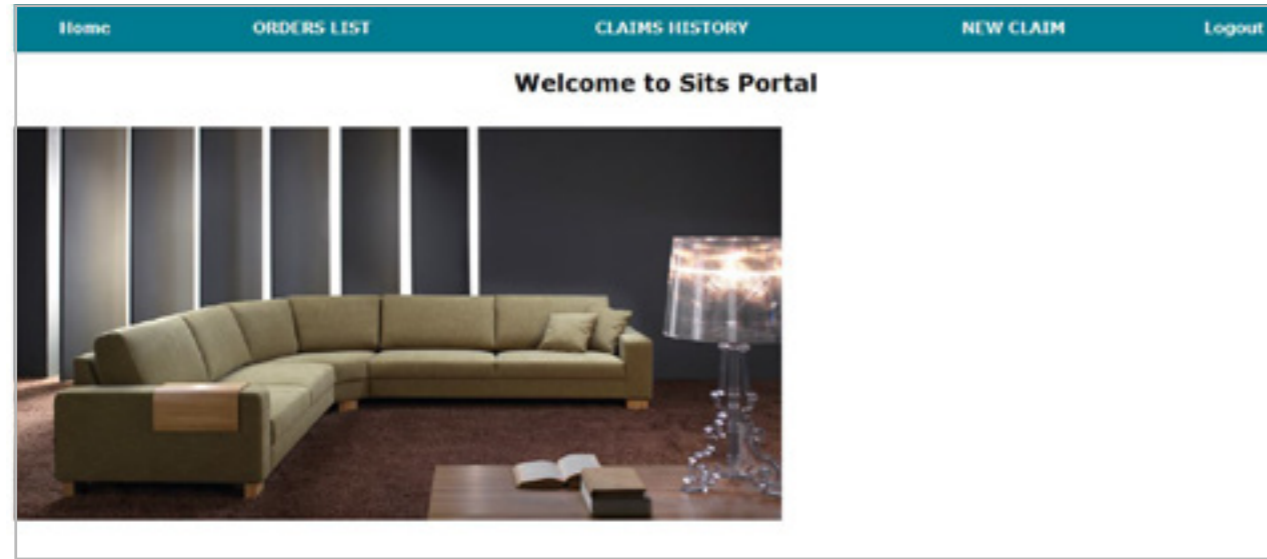 Home ORDERS LIST CLAIMS HISTORY NEW CLAIM Logout
Welcome to Sits Portal